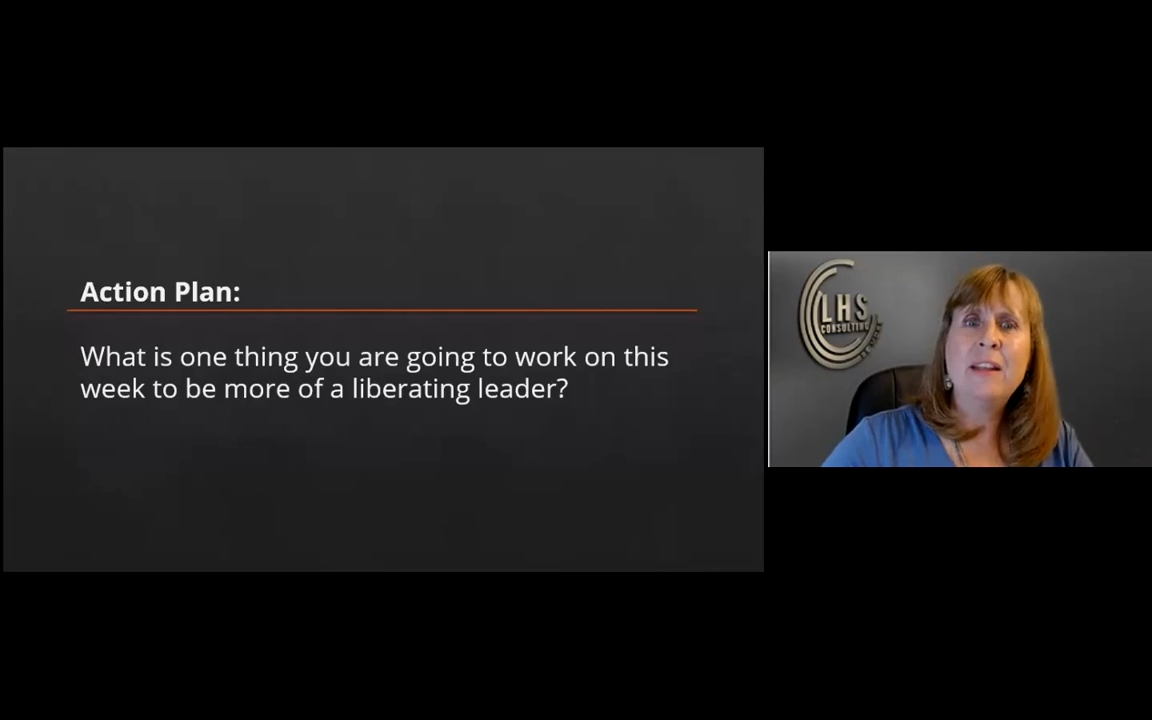 Action Plan:
What is one thing you are going to work on this
week to be more of a liberating leader?
LHS
CONSULTING